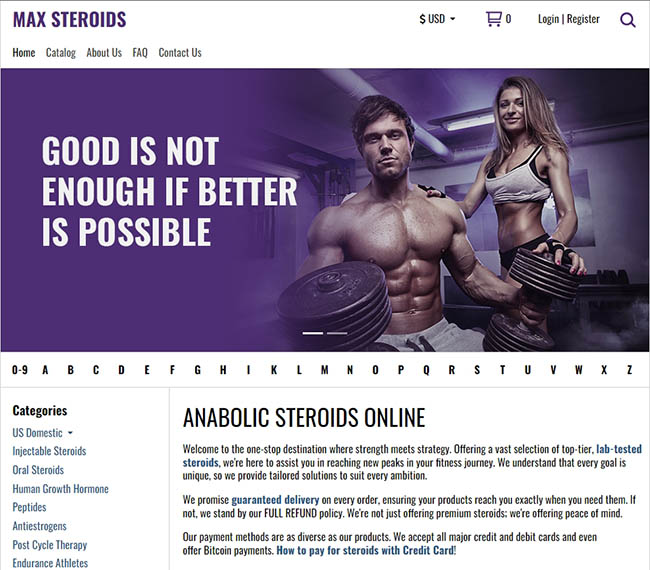 MAX STEROIDS
$ USD
0
Login | Register
Home Catalog About Us FAQ Contact Us
GOOD IS NOT
ENOUGH IF BETTER
IS POSSIBLE
0-9 A B C D E F G H I K L M N O P Q R S T U V W X Z
Categories
US Domestic
Injectable Steroids
Oral Steroids
Human Growth Hormone
Peptides
Antiestrogens
Post Cycle Therapy
Endurance Athletes
ANABOLIC STEROIDS ONLINE
Welcome to the one-stop destination where strength meets strategy. Offering a vast selection of top-tier, lab-tested
steroids, we're here to assist you in reaching new peaks in your fitness journey. We understand that every goal is
unique, so we provide tailored solutions to suit every ambition.
We promise guaranteed delivery on every order, ensuring your products reach you exactly when you need them. If
not, we stand by our FULL REFUND policy. We're not just offering premium steroids; we're offering peace of mind.
Our payment methods are as diverse as our products. We accept all major credit and debit cards and even
offer Bitcoin payments. How to pay for steroids with Credit Card!